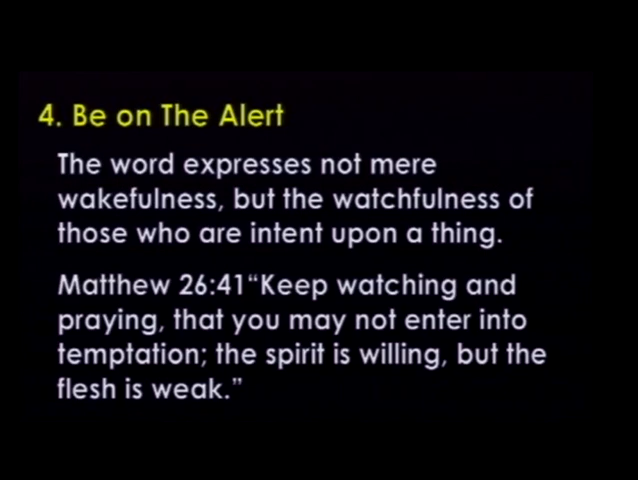 4. Be on The Alert
The word expresses not mere
wakefulness, but the watchfulness of
those who are intent upon a thing.
Matthew 26:41“Keep watching and
praying, that you may not enter into
temptation; the spirit is willing, but the
flesh is weak.”